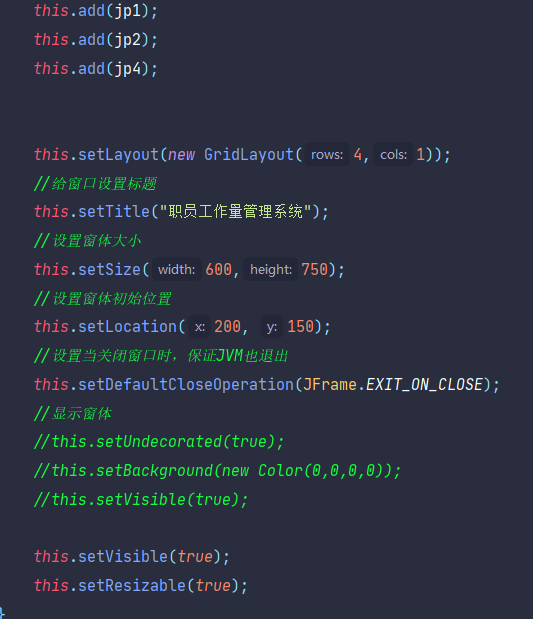 this.add(jp1);
this.add(jp2);
this.add(jp4);
this.setLayout(new GridLayout( rows: 4, cols: 1));
//给窗口设置标题
this.setTitle("职员工作量管理系统");
//设置窗体大小
this.setSize( width: 600, height: 750);
//设置窗体初始位置
this.setLocation( x: 200, y: 150);
//设置当关闭窗口时，保证JVM也退出
this.setDefaultCloseOperation(JFrame.EXIT_ON_CLOSE);
//显示窗体
//this.setUndecorated(true);
//this.setBackground(new Color(0,0,0,0));
//this.setVisible(true);
this.setVisible(true);
this.setResizable(true);
}